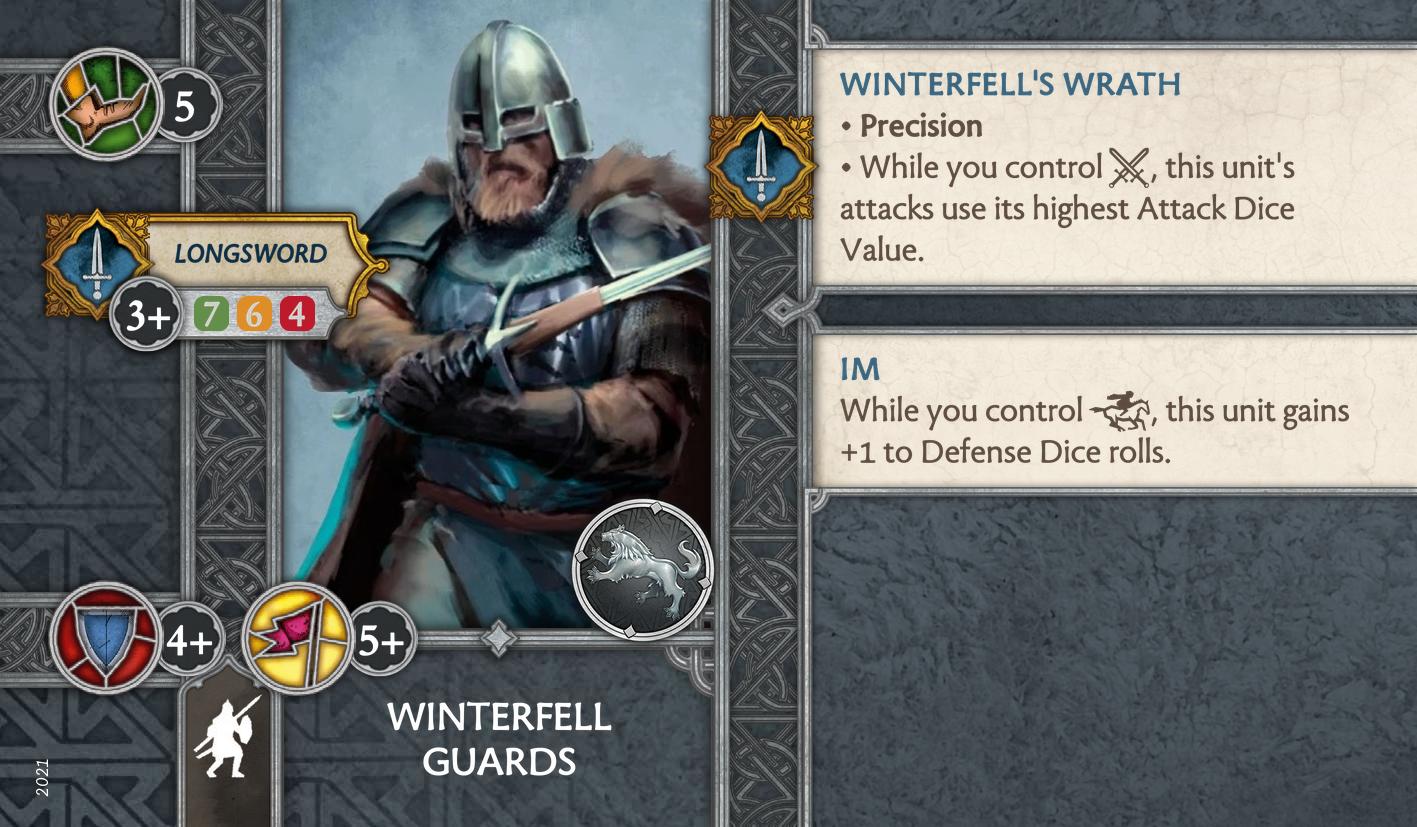 5
LONGSWORD
3+ 7 6 4
4+ 5+
WINTERFELL
GUARDS
2021
WINTERFELL'S WRATH
• Precision
• While you control , this unit's
attacks use its highest Attack Dice
Value.
IM
While you control , this unit gains
+1 to Defense Dice rolls.